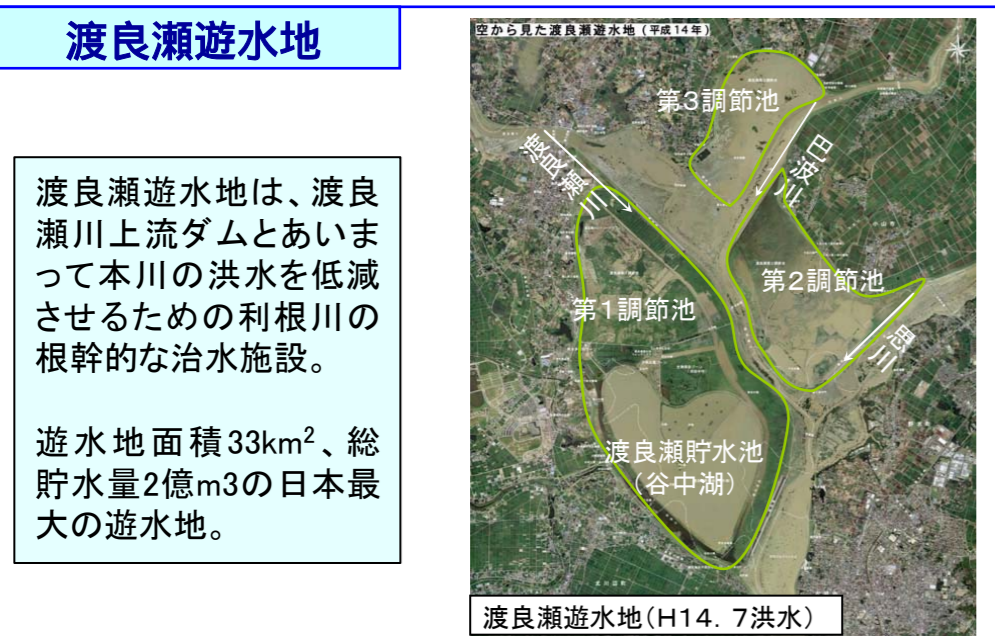 渡良瀬遊水地
渡良瀬遊水地は、渡良
瀬川上流ダムとあいま
って本川の洪水を低減
させるための利根川の
根幹的な治水施設。
遊水地面積33km²、総
貯水量2億m3の日本最
大の遊水地。
空から見た渡良瀬遊水地（平成14年）
第3調節池
渡良瀬川
巴波川
第2調節池
第1調節池
思川
渡良瀬貯水池
（谷中湖）
渡良瀬遊水地（H14．7洪水）